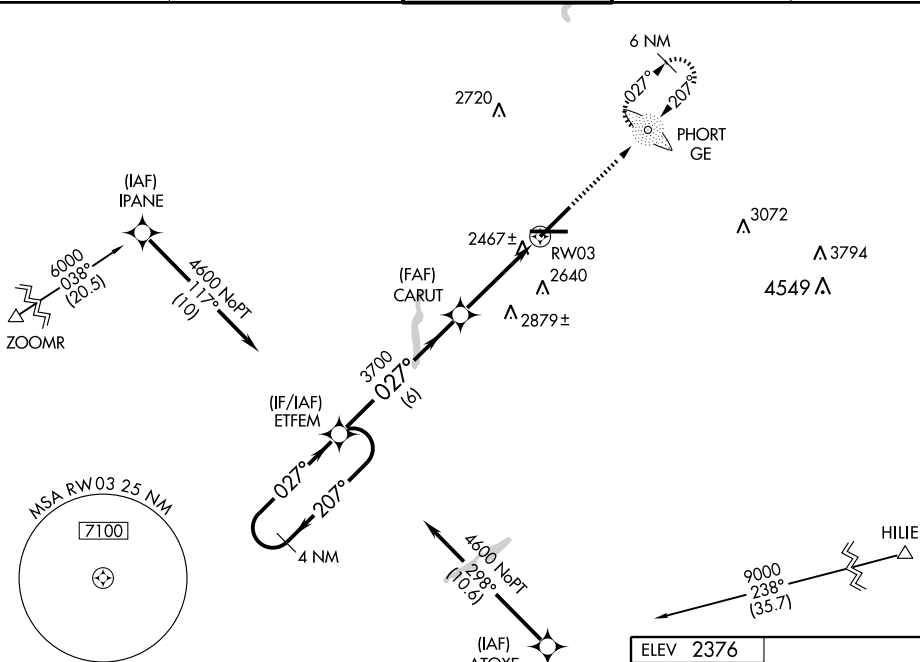 6 NM
027°
207°
PHORT
GE
2720
(IAF)
IPANE
6000
038°
(20.5)
ZOOMR
4600 NoPT
117°
(10)
2467±
RW03
2640
2879±
3072
3794
4549
(FAF)
CARUT
3700
027°
(6)
(IF/IAF)
ETFEM
027°
207°
4 NM
MSA RW03 25 NM
7100
4600 NoPT
298°
(10.6)
(IAF)
HILIE
9000
238°
(35.7)
ELEV 2376